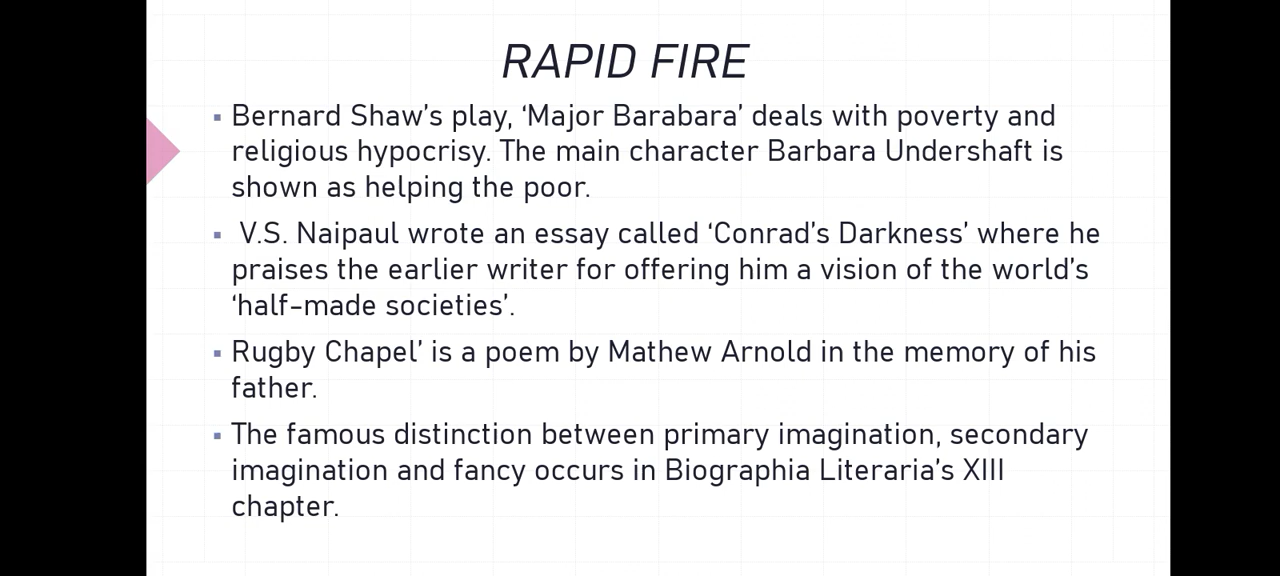 RAPID FIRE
▪ Bernard Shaw’s play, ‘Major Barabara’ deals with poverty and
religious hypocrisy. The main character Barbara Undershaft is
shown as helping the poor.
▪ V.S. Naipaul wrote an essay called ‘Conrad’s Darkness’ where he
praises the earlier writer for offering him a vision of the world’s
‘half-made societies’.
▪ Rugby Chapel’ is a poem by Mathew Arnold in the memory of his
father.
▪ The famous distinction between primary imagination, secondary
imagination and fancy occurs in Biographia Literaria’s XIII
chapter.